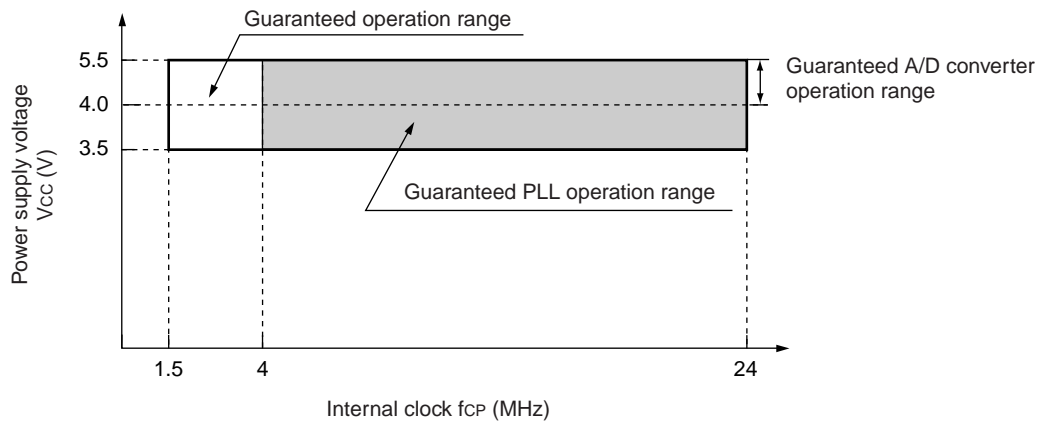 Guaranteed operation range
5.5
4.0
3.5
Power supply voltage
VCC (V)
Guaranteed A/D converter
operation range
Guaranteed PLL operation range
1.5
4
24
Internal clock fCP (MHz)